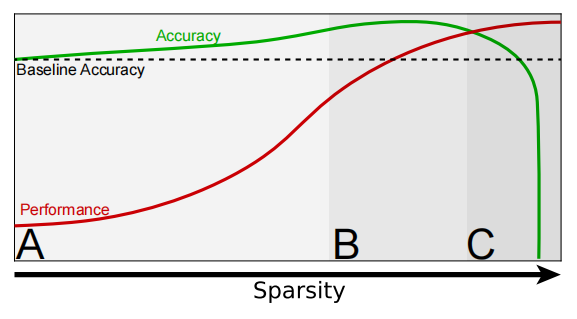 Accuracy
Baseline Accuracy
Performance
A
B
C
Sparsity